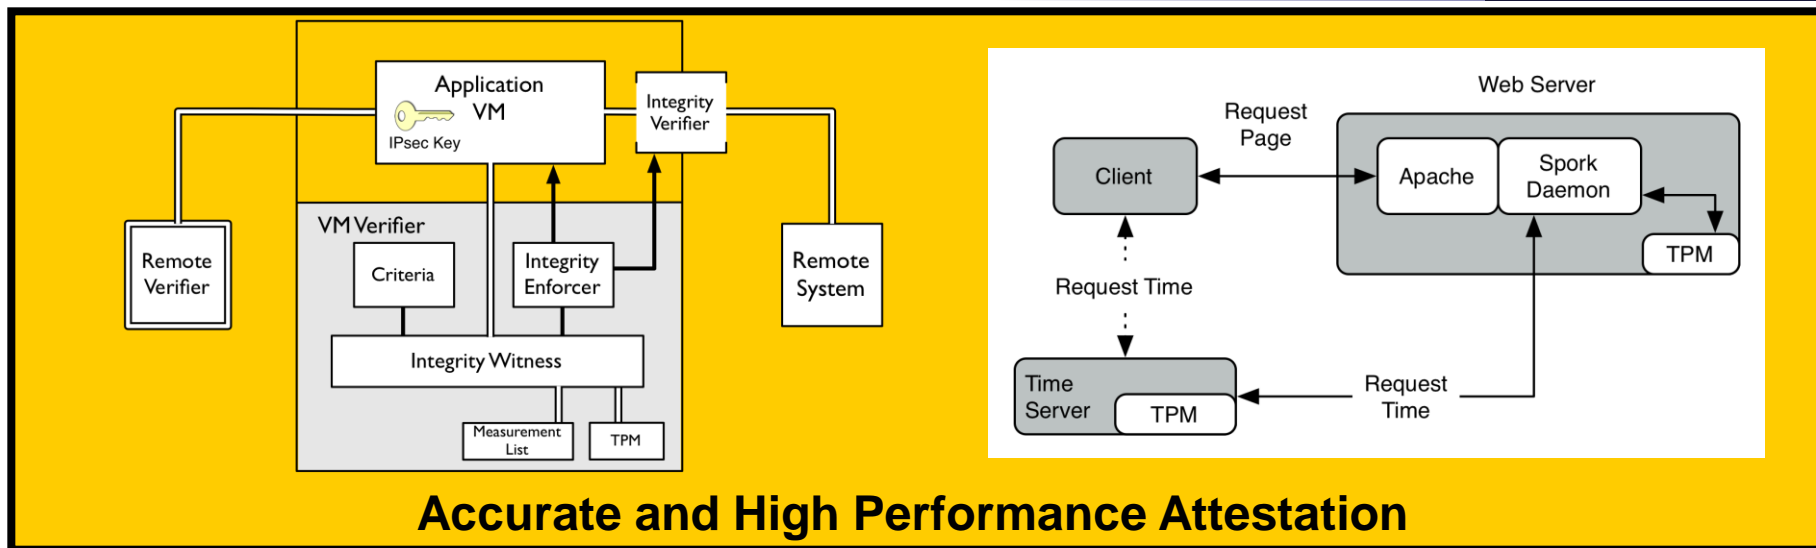 Application
VM
IPsec Key
Integrity
Verifier
VM Verifier
Remote
Verifier
Criteria
Integrity
Enforcer
Remote
System
Integrity Witness
Measurement
List
TPM
Web Server
Request
Page
Client
Apache
Spork
Daemon
TPM
Request Time
Time
Server
TPM
Request
Time
Accurate and High Performance Attestation